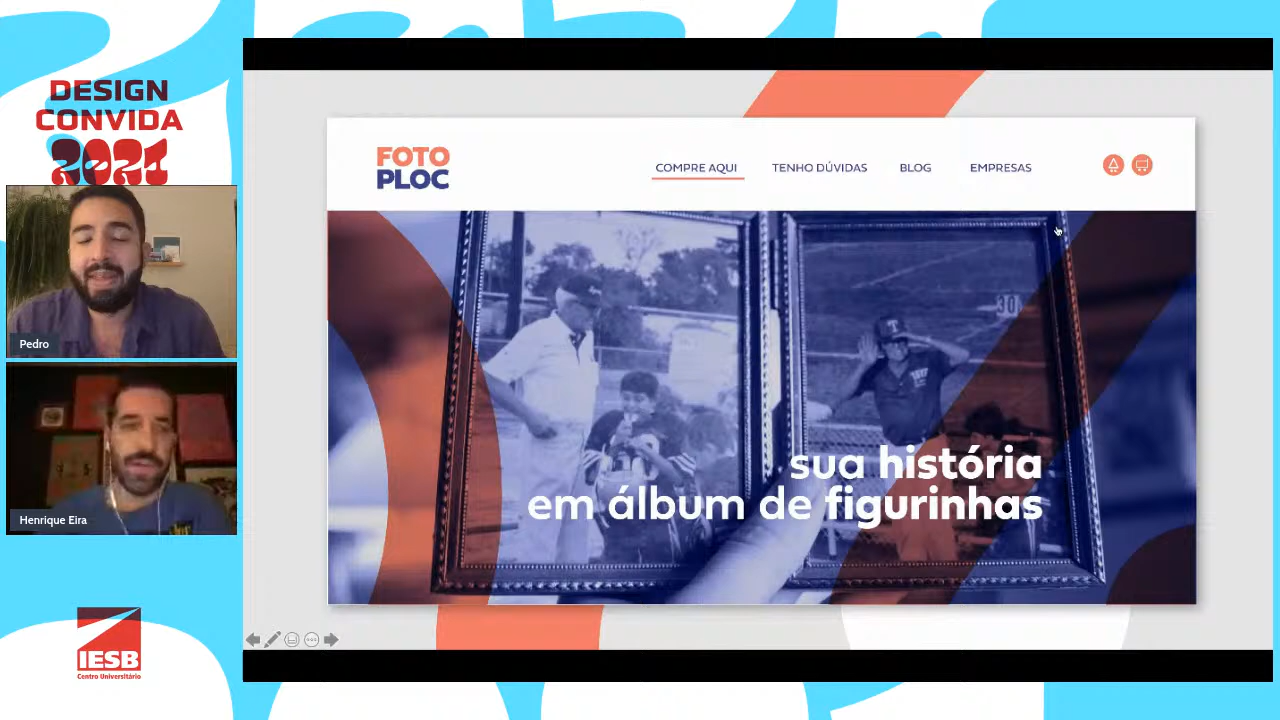 DESIGN
CONVIDA
2021
Pedro
Henrique Eira
IESB
Centro Universitário
FOTO
PLOC
COMPRE AQUI
TENHO DÚVIDAS
BLOG
EMPRESAS
30
T
sua história
em álbum de figurinhas